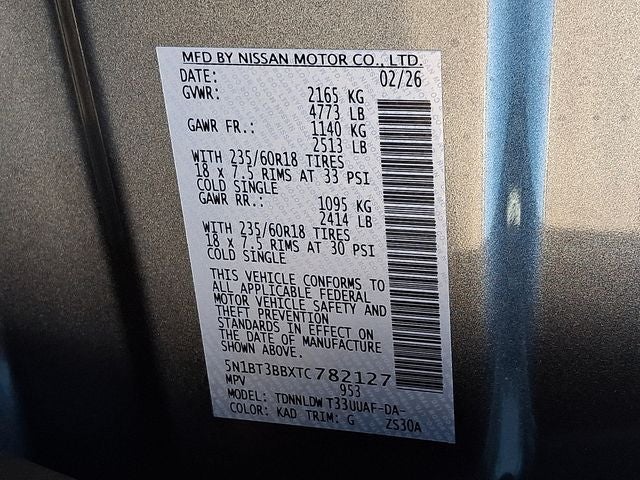 MFD BY NISSAN MOTOR CO., LTD.
DATE: 02/26
GVWR: 2165 KG
4773 LB
GAWR FR.: 1140 KG
2513 LB
WITH 235/60R18 TIRES
18 x 7.5 RIMS AT 33 PSI
COLD SINGLE
GAWR RR.: 1095 KG
2414 LB
WITH 235/60R18 TIRES
18 x 7.5 RIMS AT 30 PSI
COLD SINGLE
THIS VEHICLE CONFORMS TO
ALL APPLICABLE FEDERAL
MOTOR VEHICLE SAFETY AND
THEFT PREVENTION
STANDARDS IN EFFECT ON
THE DATE OF MANUFACTURE
SHOWN ABOVE.
5N1BT3BBXTC782127
MPV 953
MODEL: TDNNLDW T33UUAF-DA-
COLOR: KAD TRIM: G ZS30A